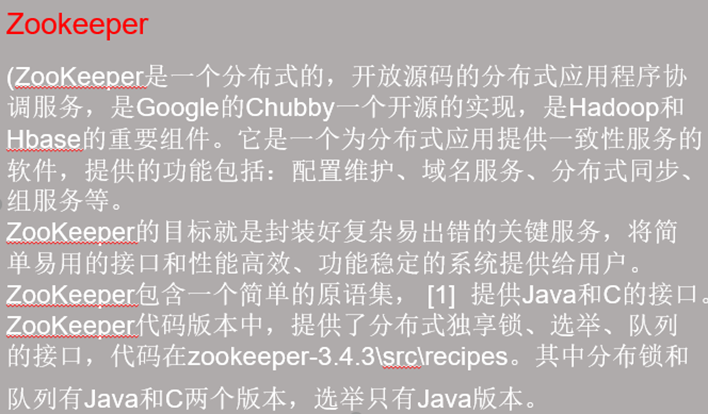 Zookeeper
(ZooKeeper是一个分布式的，开放源码的分布式应用程序协
调服务，是Google的Chubby一个开源的实现，是Hadoop和
Hbase的重要组件。它是一个为分布式应用提供一致性服务的
软件，提供的功能包括：配置维护、域名服务、分布式同步、
组服务等。
ZooKeeper的目标就是封装好复杂易出错的关键服务，将简
单易用的接口和性能高效、功能稳定的系统提供给用户。
ZooKeeper包含一个简单的原语集， [1]  提供Java和C的接口。
ZooKeeper代码版本中，提供了分布式独享锁、选举、队列
的接口，代码在zookeeper-3.4.3\src\recipes。其中分布锁和
队列有Java和C两个版本，选举只有Java版本。